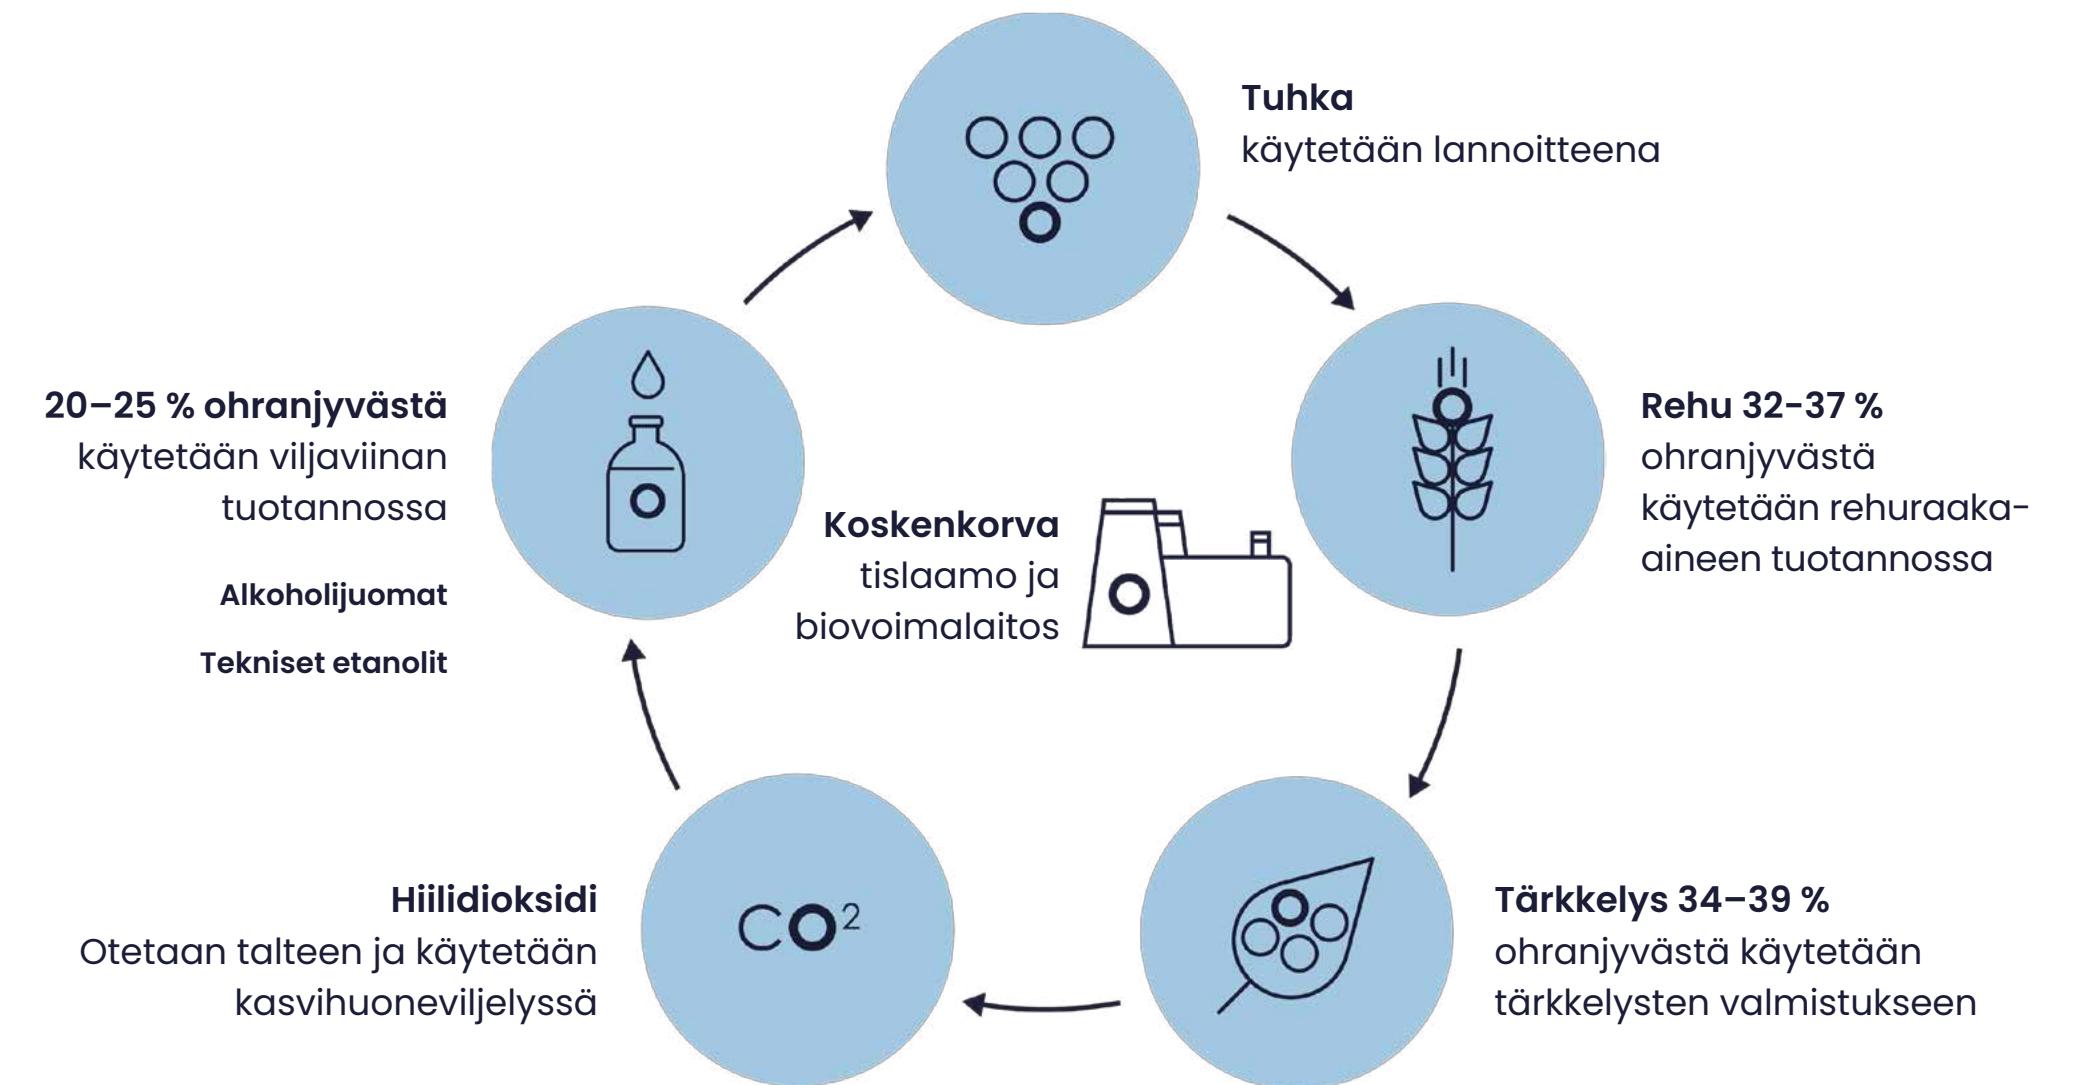 Tuhka
käytetään lannoitteena
20–25 % ohranjyvästä
käytetään viljaviinan
tuotannossa
Alkoholijuomat
Tekniset etanolit
Koskenkorva
tislaamo ja
biovoimalaitos
Rehu 32-37 %
ohranjyvästä
käytetään rehuraaka-
aineen tuotannossa
Hiilidioksidi
Otetaan talteen ja käytetään
kasvihuoneviljelyssä
CO²
Tärkkelys 34–39 %
ohranjyvästä käytetään
tärkkelysten valmistukseen